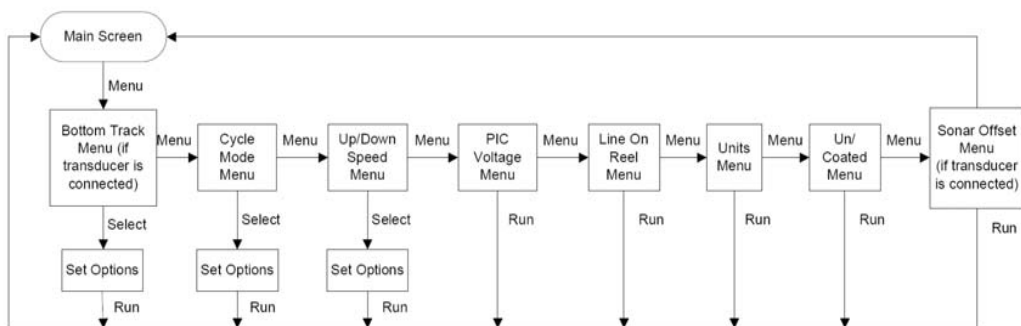 Main Screen
Menu
Bottom Track
Menu (if
transducer is
connected)
Menu
Cycle
Mode
Menu
Menu
Up/Down
Speed
Menu
Menu
PIC
Voltage
Menu
Menu
Line On
Reel
Menu
Menu
Units
Menu
Menu
Un/
Coated
Menu
Menu
Sonar Offset
Menu
(if transducer
is connected)
Select
Select
Select
Run
Run
Run
Run
Run
Set Options
Set Options
Set Options
Run
Run
Run